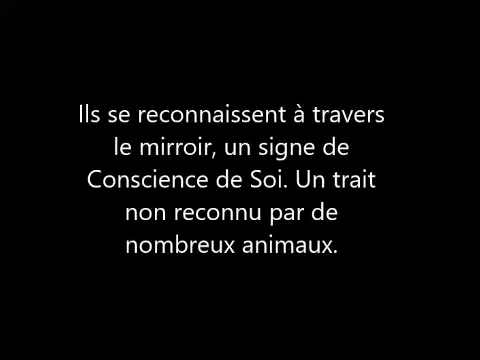 Ils se reconnaissent à travers
le mirroir, un signe de
Conscience de Soi. Un trait
non reconnu par de
nombreux animaux.